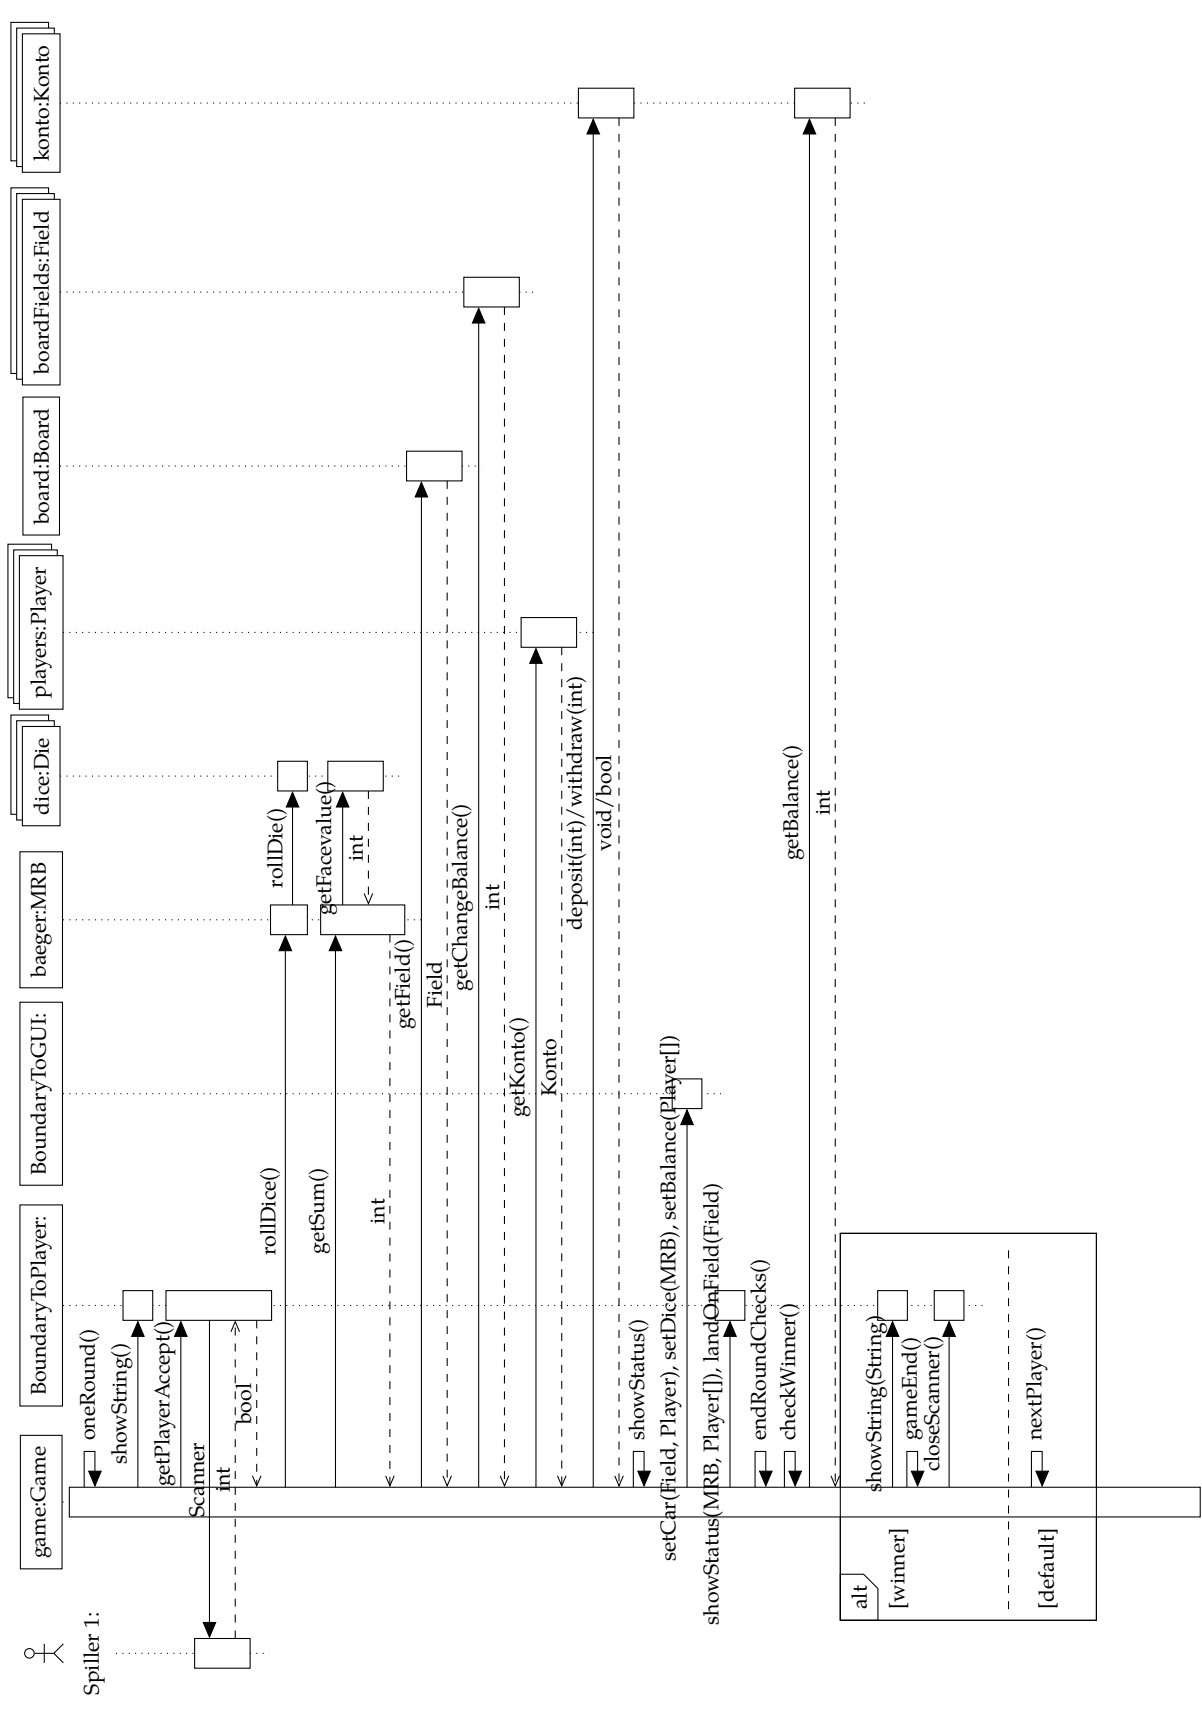 Spiller 1:
game:Game
BoundaryToPlayer:
BoundaryToGUI:
baeger:MRB
dice:Die
players:Player
board:Board
boardFields:Field
konto:Konto
oneRound()
showString()
getPlayerAccept()
Scanner
int
bool
rollDice()
rollDie()
getSum()
getFacevalue()
int
int
getField()
Field
getChangeBalance()
int
getKonto()
Konto
deposit(int)/withdraw(int)
void/bool
showStatus()
setCar(Field, Player), setDice(MRB), setBalance(Player[])
showStatus(MRB, Player[]), landOnField(Field)
endRoundChecks()
checkWinner()
getBalance()
int
alt
[winner]
showString(String)
gameEnd()
closeScanner()
[default]
nextPlayer()